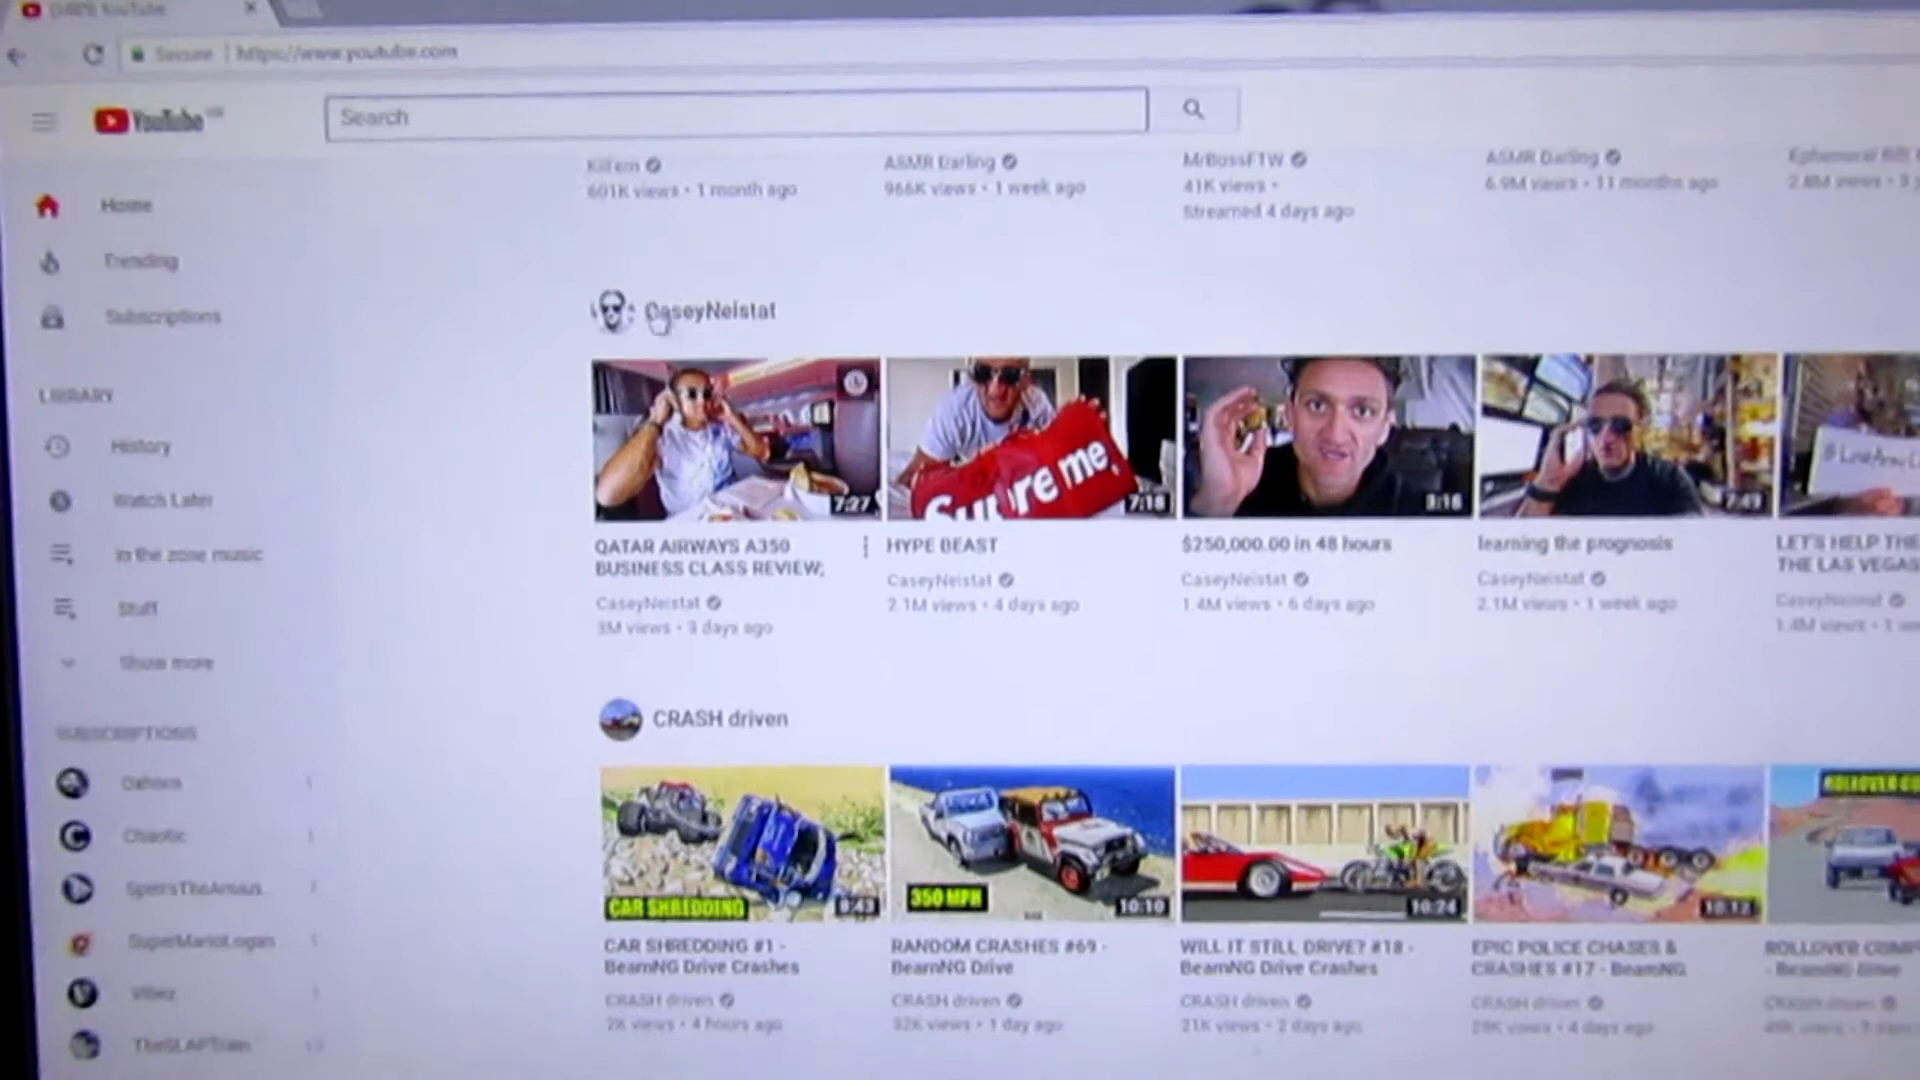 YouTube
Secure | https://www.youtube.com
YouTube
Search
ASMR Darling
MrBossFTW
ASMR Darling
601K views • 1 month ago
966K views • 1 week ago
41K views •
6.9M views • 11 months ago
Streamed 4 days ago
Home
Trending
Subscriptions
LIBRARY
History
Watch Later
in the zone music
Stuff
Show more
SUBSCRIPTIONS
Chaotic
SuperMarioLogan
Vibez
TheSLAPTrain
CaseyNeistat
Supreme
7:27
7:18
7:49
QATAR AIRWAYS A350
BUSINESS CLASS REVIEW;
CaseyNeistat
3M views • 3 days ago
HYPE BEAST
CaseyNeistat
2.1M views • 4 days ago
$250,000.00 in 48 hours
CaseyNeistat
1.4M views • 6 days ago
learning the prognosis
CaseyNeistat
2.1M views • 1 week ago
LET'S HELP THE
THE LAS VEGAS
CaseyNeistat
CRASH driven
CAR SHREDDING
8:43
350 MPH
10:10
10:24
10:12
CAR SHREDDING #1 -
BeamNG Drive Crashes
CRASH driven
2K views • 4 hours ago
RANDOM CRASHES #69 -
BeamNG Drive
CRASH driven
32K views • 1 day ago
WILL IT STILL DRIVE? #18 -
BeamNG Drive Crashes
CRASH driven
21K views • 2 days ago
EPIC POLICE CHASES &
CRASHES #17 - BeamNG
CRASH driven
views • 4 days ago
ROLLOVER
- BeamNG Drive
CRASH driven